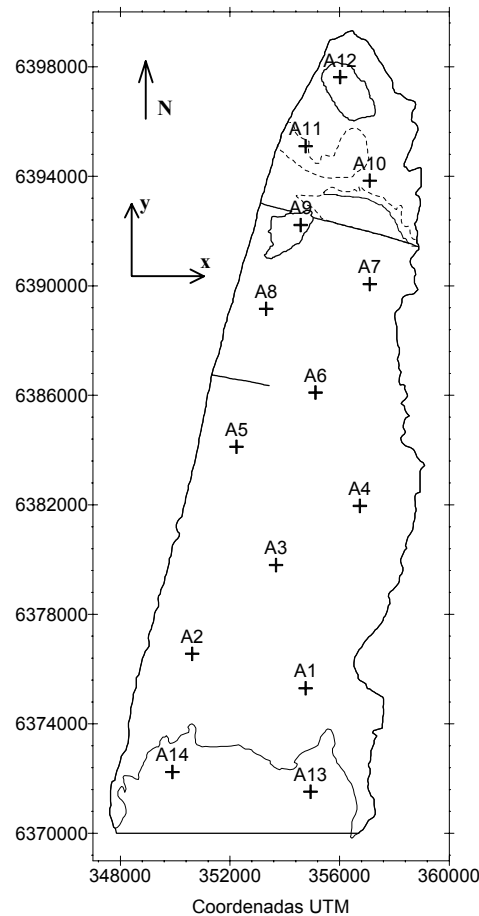 6398000
A12
N
A11
A10
6394000
y
A9
x
A7
6390000
A8
A6
6386000
A5
A4
6382000
A3
6378000
A2
A1
6374000
A14
A13
6370000
348000 352000 356000 360000
Coordenadas UTM